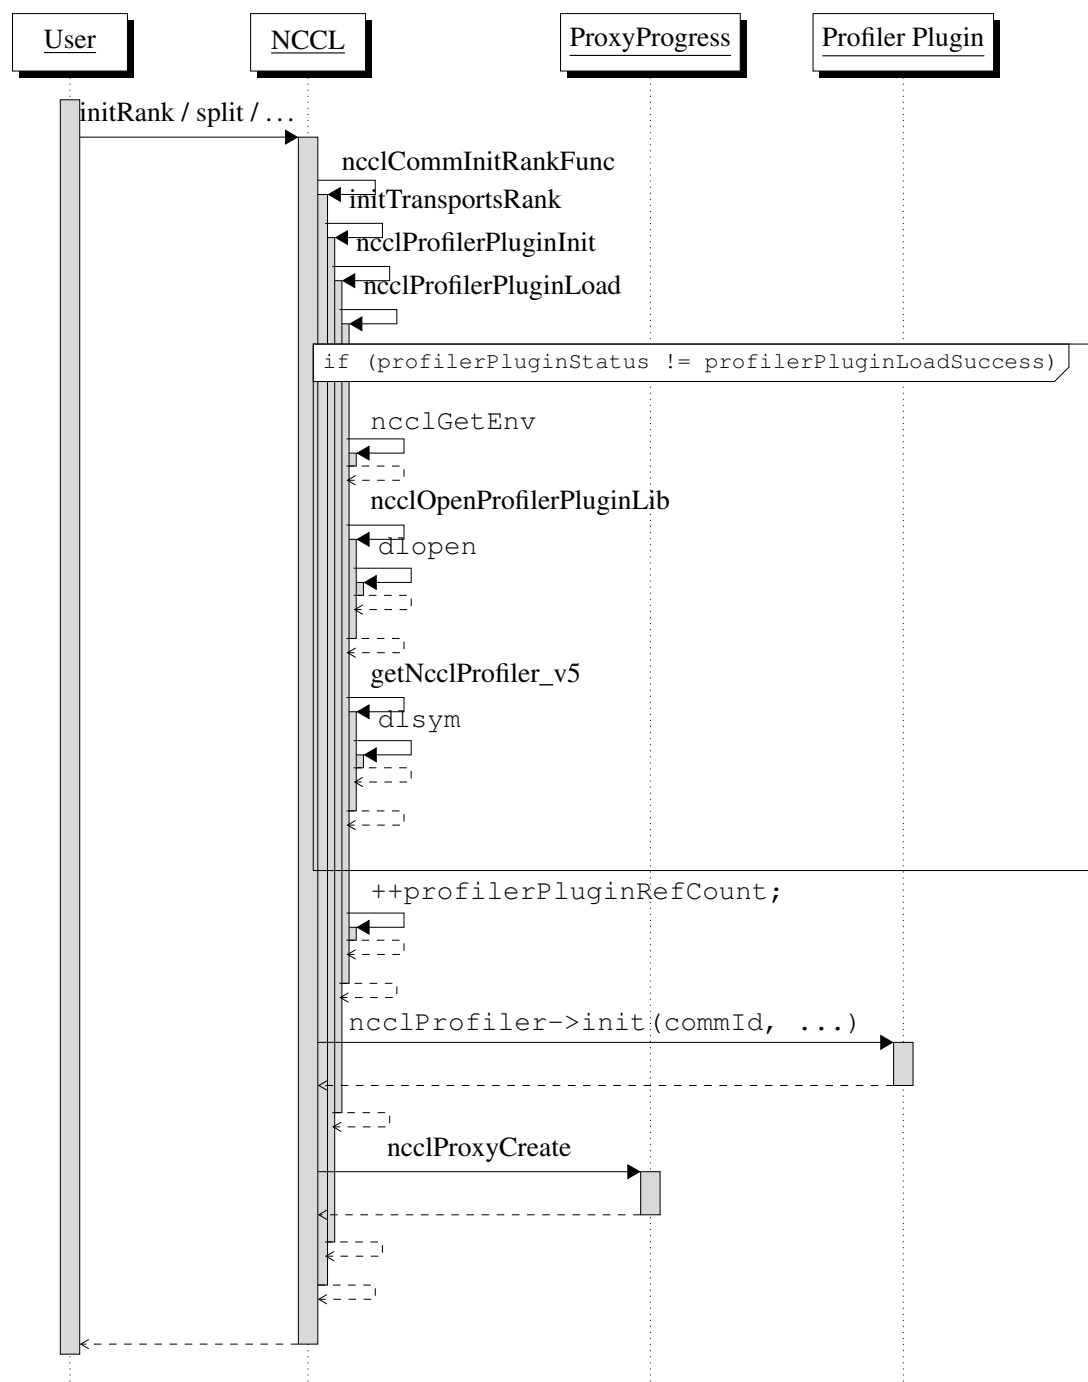 User
NCCL
ProxyProgress
Profiler Plugin
initRank / split / ...
ncclCommInitRankFunc
initTransportsRank
ncclProfilerPluginInit
ncclProfilerPluginLoad
if (profilerPluginStatus != profilerPluginLoadSuccess)
ncclGetEnv
ncclOpenProfilerPluginLib
dlopen
getNcclProfiler_v5
dlsym
++profilerPluginRefCount;
ncclProfiler->init(commId, ...)
ncclProxyCreate